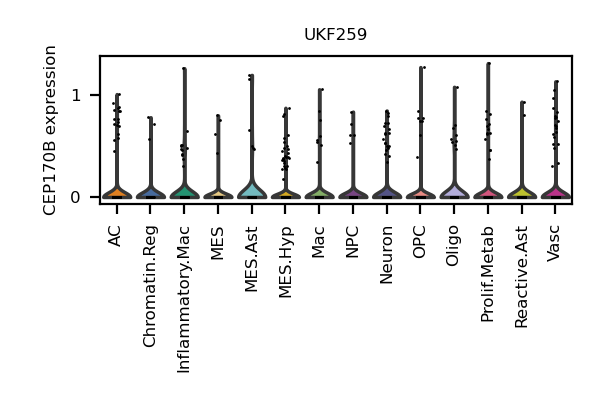 UKF259
CEP170B expression
1
0
AC
Chromatin.Reg
Inflammatory.Mac
MES
MES.Ast
MES.Hyp
Mac
NPC
Neuron
OPC
Oligo
Prolif.Metab
Reactive.Ast
Vasc